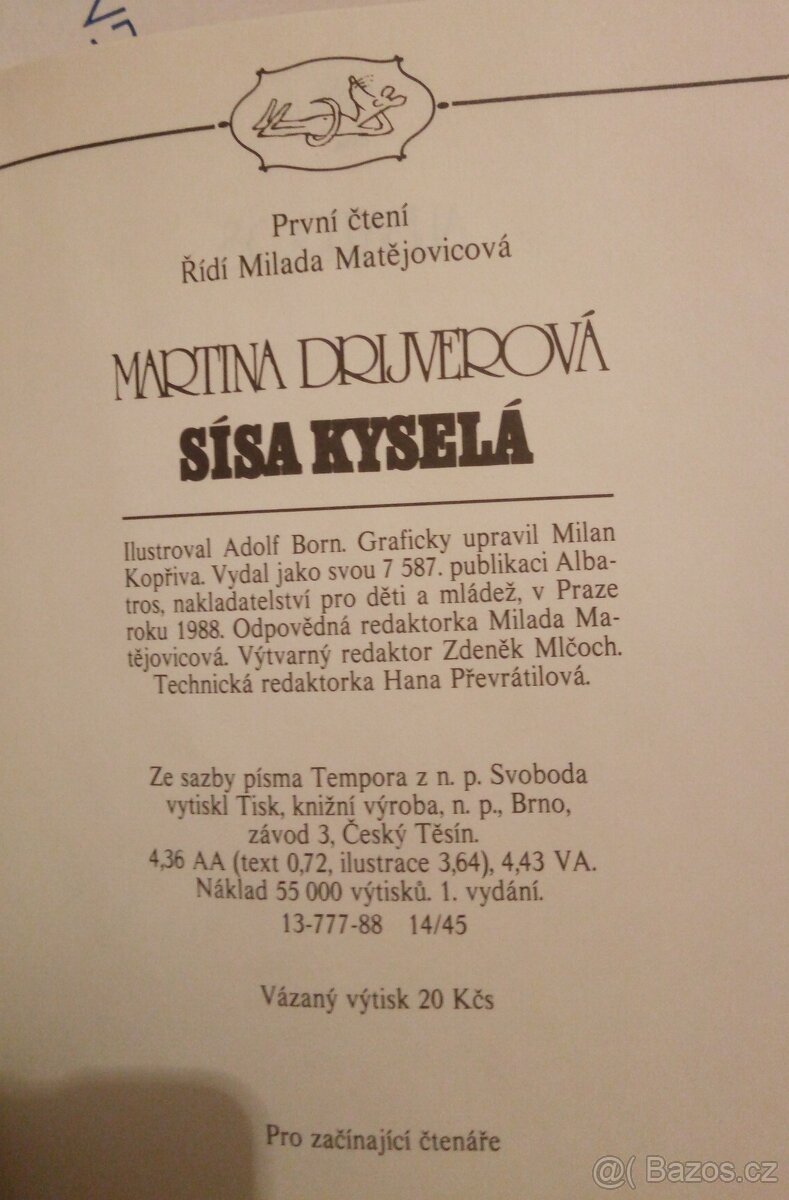 První čtení
Řídí Milada Matějovicová
MARTINA DRIJVEROVÁ
SÍSA KYSELÁ
Ilustroval Adolf Born. Graficky upravil Milan
Kopřiva. Vydal jako svou 7 587. publikaci Alba-
tros, nakladatelství pro děti a mládež, v Praze
roku 1988. Odpovědná redaktorka Milada Ma-
tějovicová. Výtvarný redaktor Zdeněk Mlčoch.
Technická redaktorka Hana Převrátilová.
Ze sazby písma Tempora z n. p. Svoboda
vytiskl Tisk, knižní výroba, n. p., Brno,
závod 3, Český Těsín.
4,36 AA (text 0,72, ilustrace 3,64), 4,43 VA.
Náklad 55 000 výtisků. 1. vydání.
13-777-88 14/45
Vázaný výtisk 20 Kčs
Pro začínající čtenáře
@( Bazos.cz